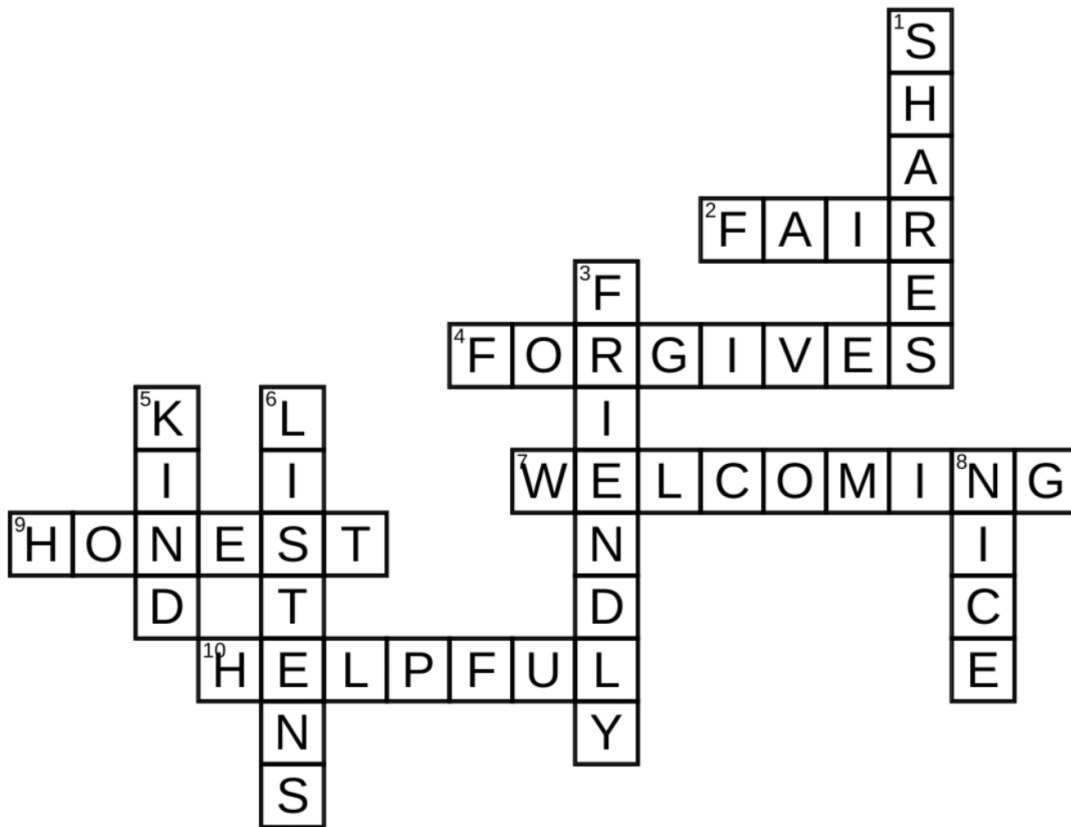 1 SHARES
2 FAIR
3 FRIENDLY
4 FORGIVES
5 KIND
6 LISTENS
7 WELCOMING
8 NICE
9 HONEST
10 HELPFUL